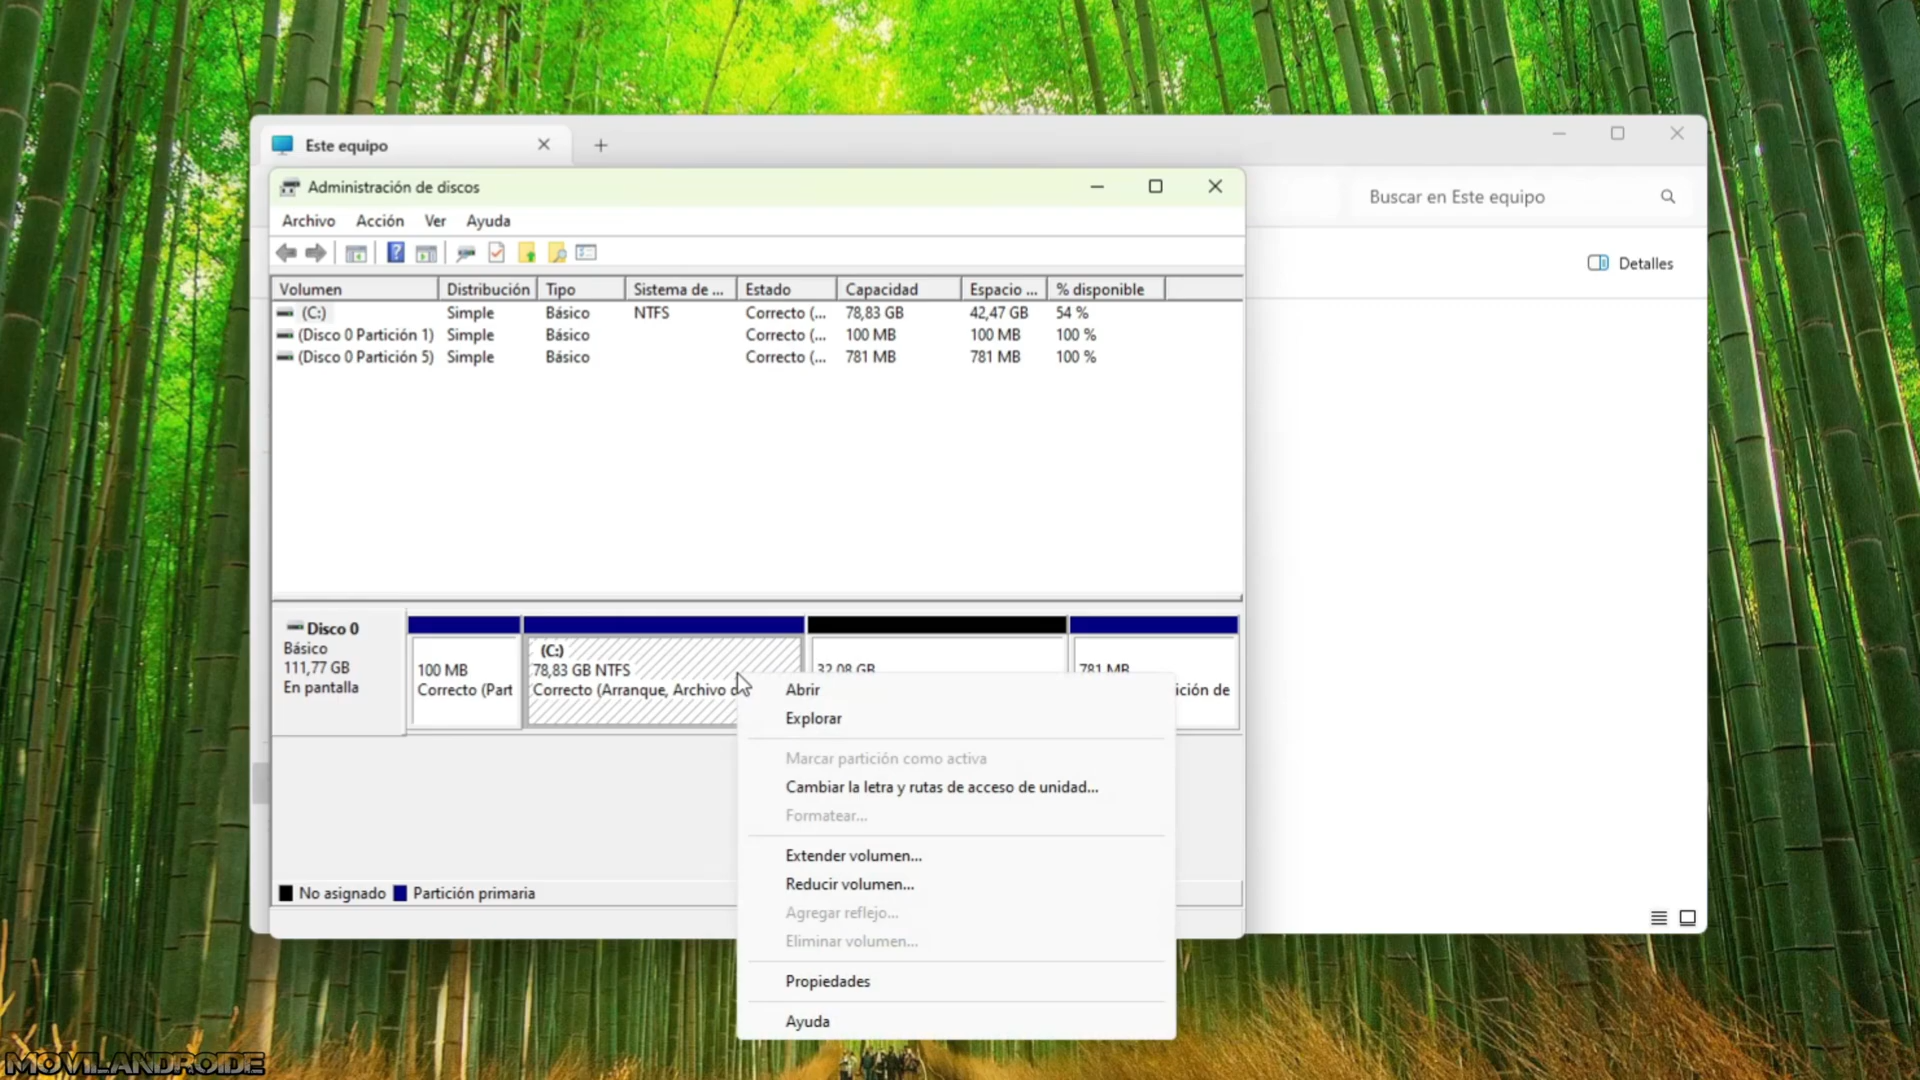 Este equipo
Administración de discos
Buscar en Este equipo
Archivo Acción Ver Ayuda
Detalles
Volumen Distribución Tipo Sistema de ... Estado Capacidad Espacio ... % disponible
(C:) Simple Básico NTFS Correcto (... 78,83 GB 42,47 GB 54 %
(Disco 0 Partición 1) Simple Básico Correcto (... 100 MB 100 MB 100 %
(Disco 0 Partición 5) Simple Básico Correcto (... 781 MB 781 MB 100 %
Disco 0
Básico
111,77 GB
En pantalla
100 MB
Correcto (Part
(C:)
78,83 GB NTFS
Correcto (Arranque, Archivo d
32,08 GB
781 MB
ición de
Abrir
Explorar
Marcar partición como activa
Cambiar la letra y rutas de acceso de unidad...
Formatear...
Extender volumen...
Reducir volumen...
Agregar reflejo...
Eliminar volumen...
Propiedades
Ayuda
No asignado Partición primaria
MOVILANDROIDE